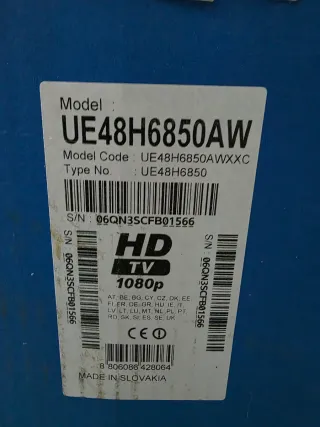 Model :
UE48H6850AW
Model Code : UE48H6850AWXXC
Type No. : UE48H6850
S/N : 06QN3SCFB01566
S/N : 06QN3SCFB01566
06QN3SCFB01566
HD
TV
1080p
AT, BE, BG, CY, CZ, DK, EE
FI, FR, DE, GR, HU, IE, IT
LV, LT, LU, MT, NL, PL, PT
RO, SK, SI, ES, SE, UK
CE
8 806086 428064
MADE IN SLOVAKIA